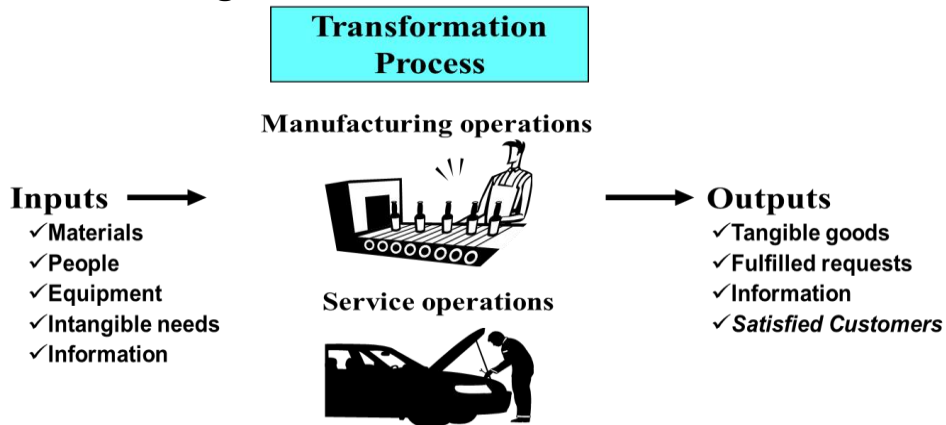 Transformation
Process
Manufacturing operations
Inputs
✓Materials
✓People
✓Equipment
✓Intangible needs
✓Information
Service operations
Outputs
✓Tangible goods
✓Fulfilled requests
✓Information
✓Satisfied Customers